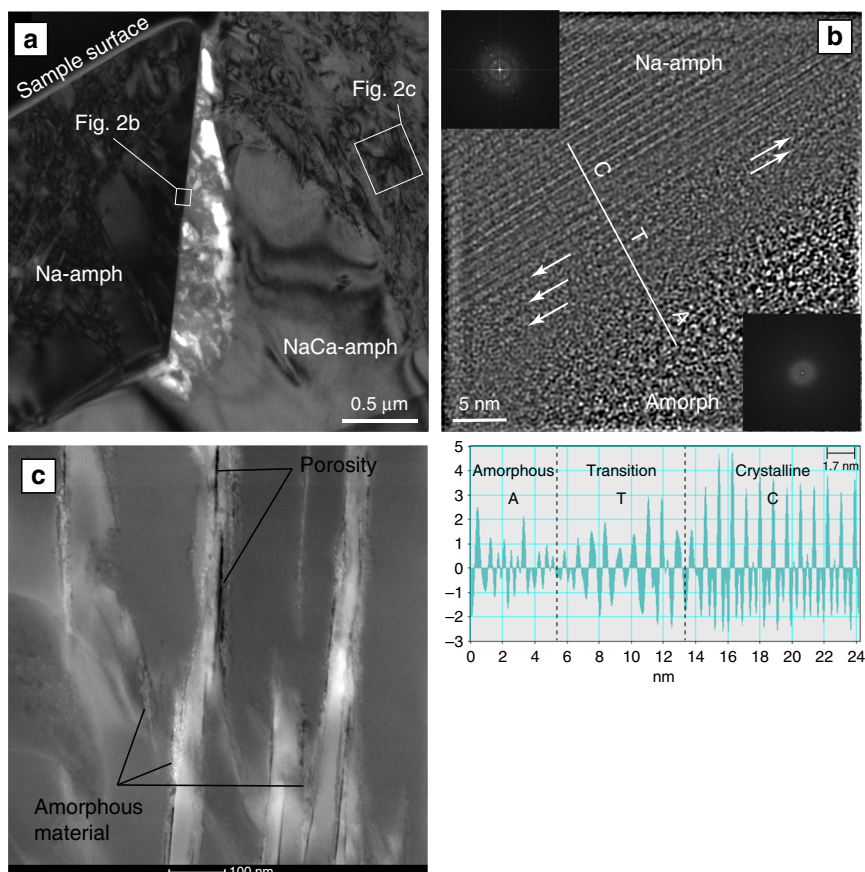 a
Sample surface
Fig. 2b
Fig. 2c
Na-amph
NaCa-amph
0.5 μm
b
Na-amph
C
T
A
Amorph
5 nm
c
Porosity
Amorphous
material
100 nm
5
4
3
2
1
0
−1
−2
−3
Amorphous
A
Transition
T
Crystalline
C
1.7 nm
0 2 4 6 8 10 12 14 16 18 20 22 24
nm